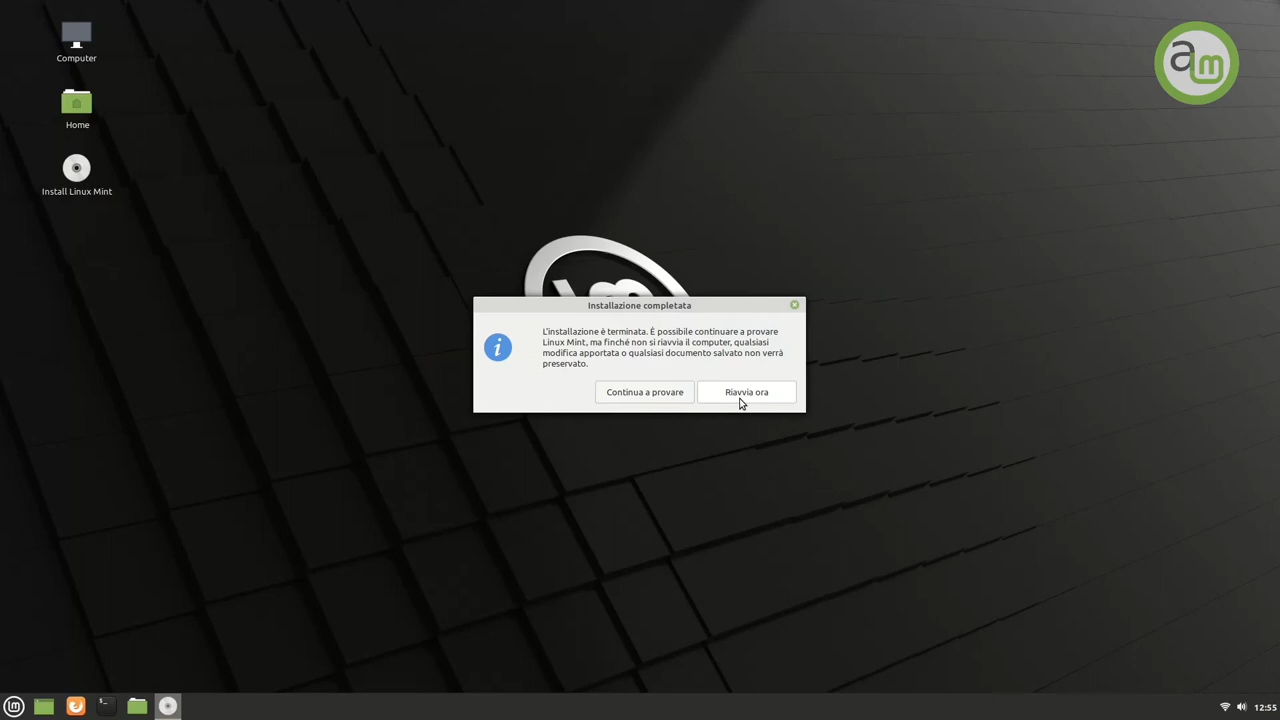 Computer
Home
Install Linux Mint
am
Installazione completata
L'installazione è terminata. È possibile continuare a provare
Linux Mint, ma finché non si riavvia il computer, qualsiasi
modifica apportata o qualsiasi documento salvato non verrà
preservato.
Continua a provare
Riavvia ora
12:55